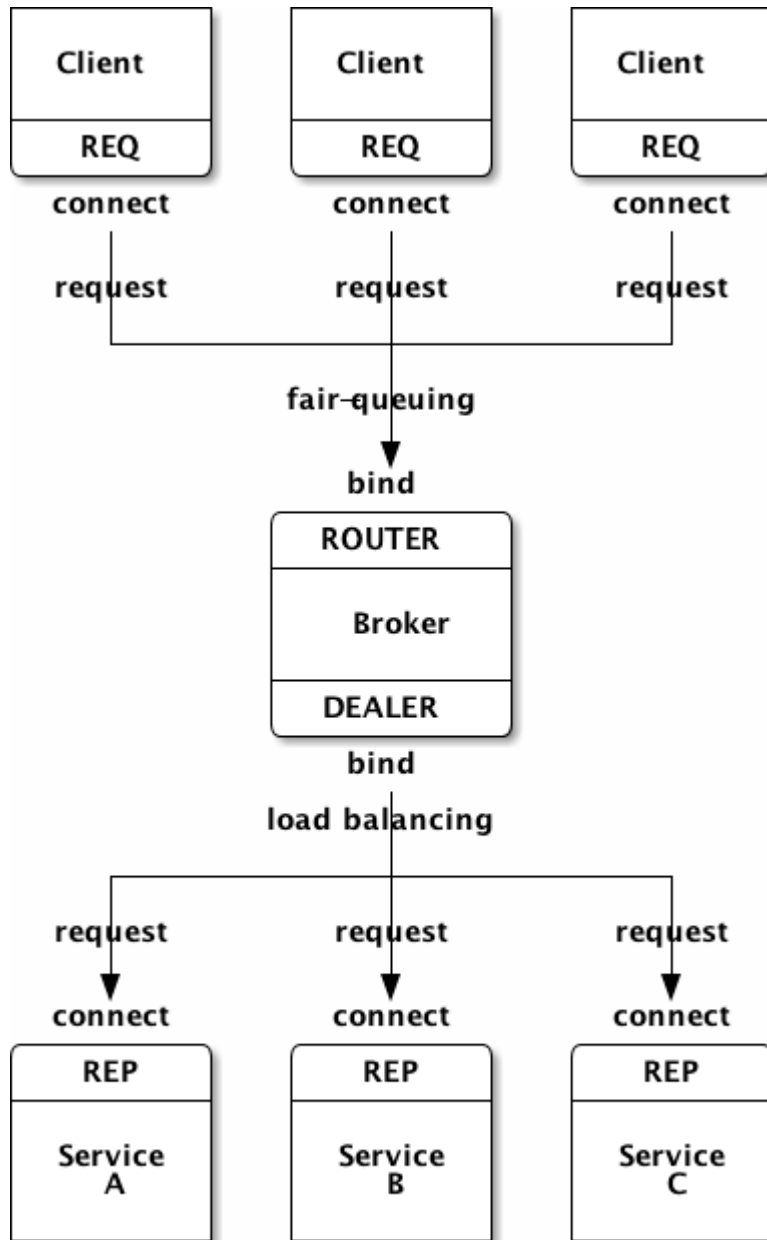 Client Client Client
REQ REQ REQ
connect connect connect
request request request
fair-queuing
bind
ROUTER
Broker
DEALER
bind
load balancing
request request request
connect connect connect
REP REP REP
Service Service Service
A B C